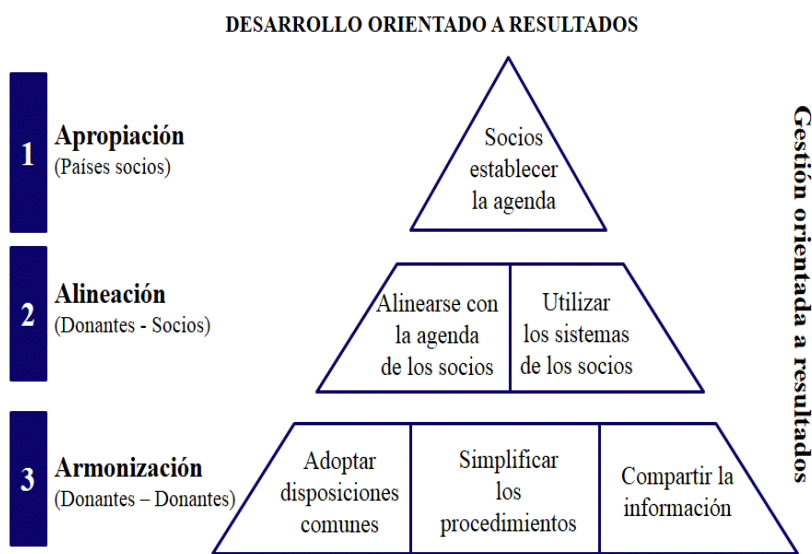 DESARROLLO ORIENTADO A RESULTADOS
1
Apropiación
(Países socios)
Socios
establecer
la agenda
2
Alineación
(Donantes - Socios)
Alinearse con
la agenda
de los socios
Utilizar
los sistemas
de los socios
3
Armonización
(Donantes – Donantes)
Adoptar
disposiciones
comunes
Simplificar
los
procedimientos
Compartir la
información
Gestión orientada a resultados